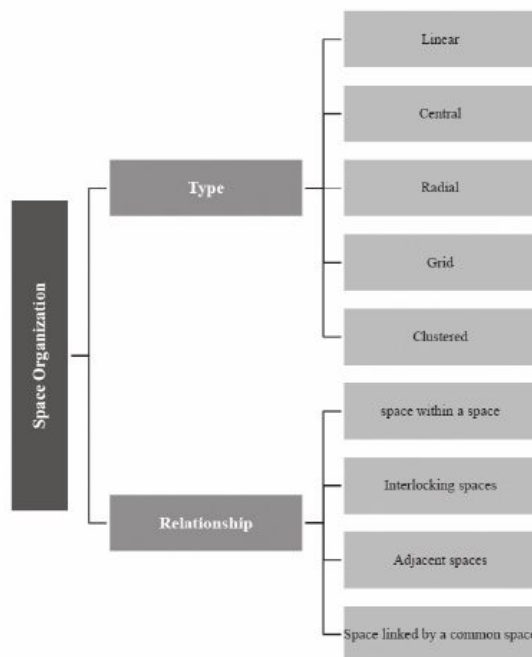 Space Organization
Type
Linear
Central
Radial
Grid
Clustered
Relationship
space within a space
Interlocking spaces
Adjacent spaces
Space linked by a common space